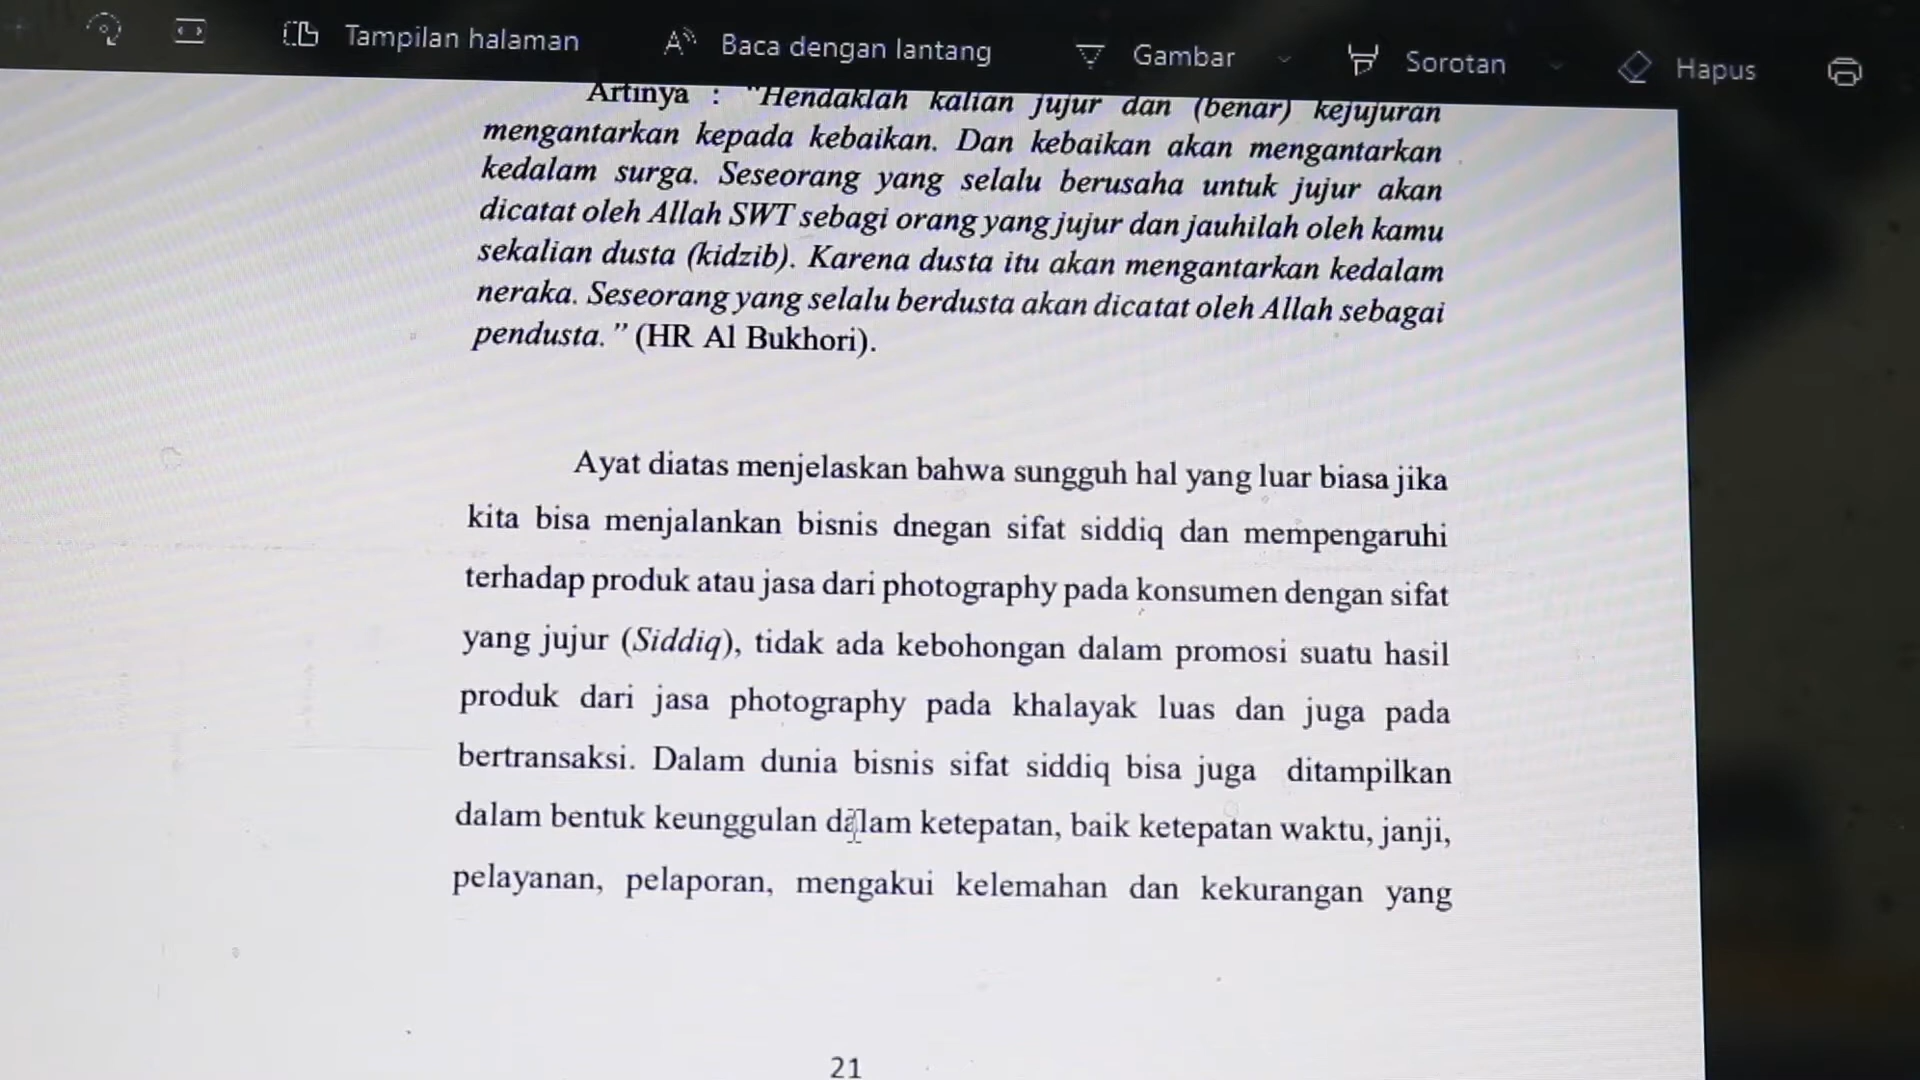 Tampilan halaman
Baca dengan lantang
Gambar
Sorotan
Hapus
Artinya : "Hendaklah kalian jujur dan (benar) kejujuran
mengantarkan kepada kebaikan. Dan kebaikan akan mengantarkan
kedalam surga. Seseorang yang selalu berusaha untuk jujur akan
dicatat oleh Allah SWT sebagi orang yang jujur dan jauhilah oleh kamu
sekalian dusta (kidzib). Karena dusta itu akan mengantarkan kedalam
neraka. Seseorang yang selalu berdusta akan dicatat oleh Allah sebagai
pendusta." (HR Al Bukhori).
Ayat diatas menjelaskan bahwa sungguh hal yang luar biasa jika
kita bisa menjalankan bisnis dnegan sifat siddiq dan mempengaruhi
terhadap produk atau jasa dari photography pada konsumen dengan sifat
yang jujur (Siddiq), tidak ada kebohongan dalam promosi suatu hasil
produk dari jasa photography pada khalayak luas dan juga pada
bertransaksi. Dalam dunia bisnis sifat siddiq bisa juga ditampilkan
dalam bentuk keunggulan dalam ketepatan, baik ketepatan waktu, janji,
pelayanan, pelaporan, mengakui kelemahan dan kekurangan yang
21